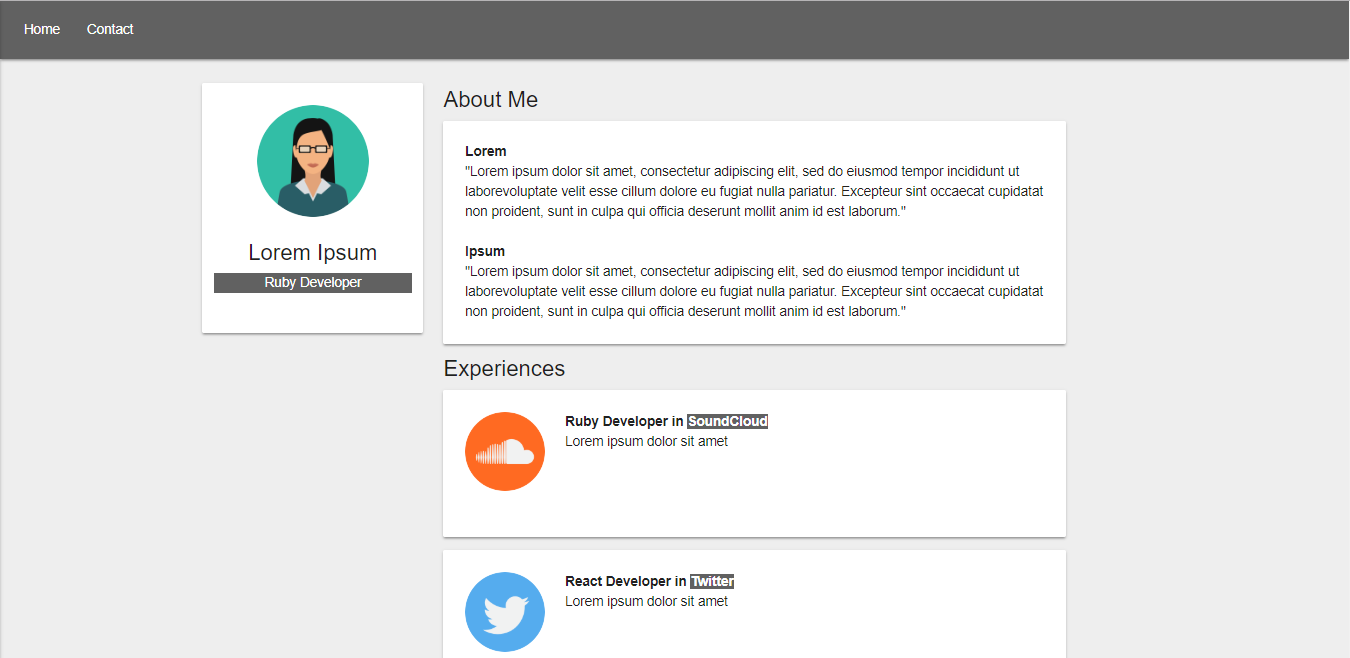 Home Contact
Lorem Ipsum
Ruby Developer
About Me
Lorem
"Lorem ipsum dolor sit amet, consectetur adipiscing elit, sed do eiusmod tempor incididunt ut
laborevoluptate velit esse cillum dolore eu fugiat nulla pariatur. Excepteur sint occaecat cupidatat
non proident, sunt in culpa qui officia deserunt mollit anim id est laborum."
Ipsum
"Lorem ipsum dolor sit amet, consectetur adipiscing elit, sed do eiusmod tempor incididunt ut
laborevoluptate velit esse cillum dolore eu fugiat nulla pariatur. Excepteur sint occaecat cupidatat
non proident, sunt in culpa qui officia deserunt mollit anim id est laborum."
Experiences
Ruby Developer in SoundCloud
Lorem ipsum dolor sit amet
React Developer in Twitter
Lorem ipsum dolor sit amet